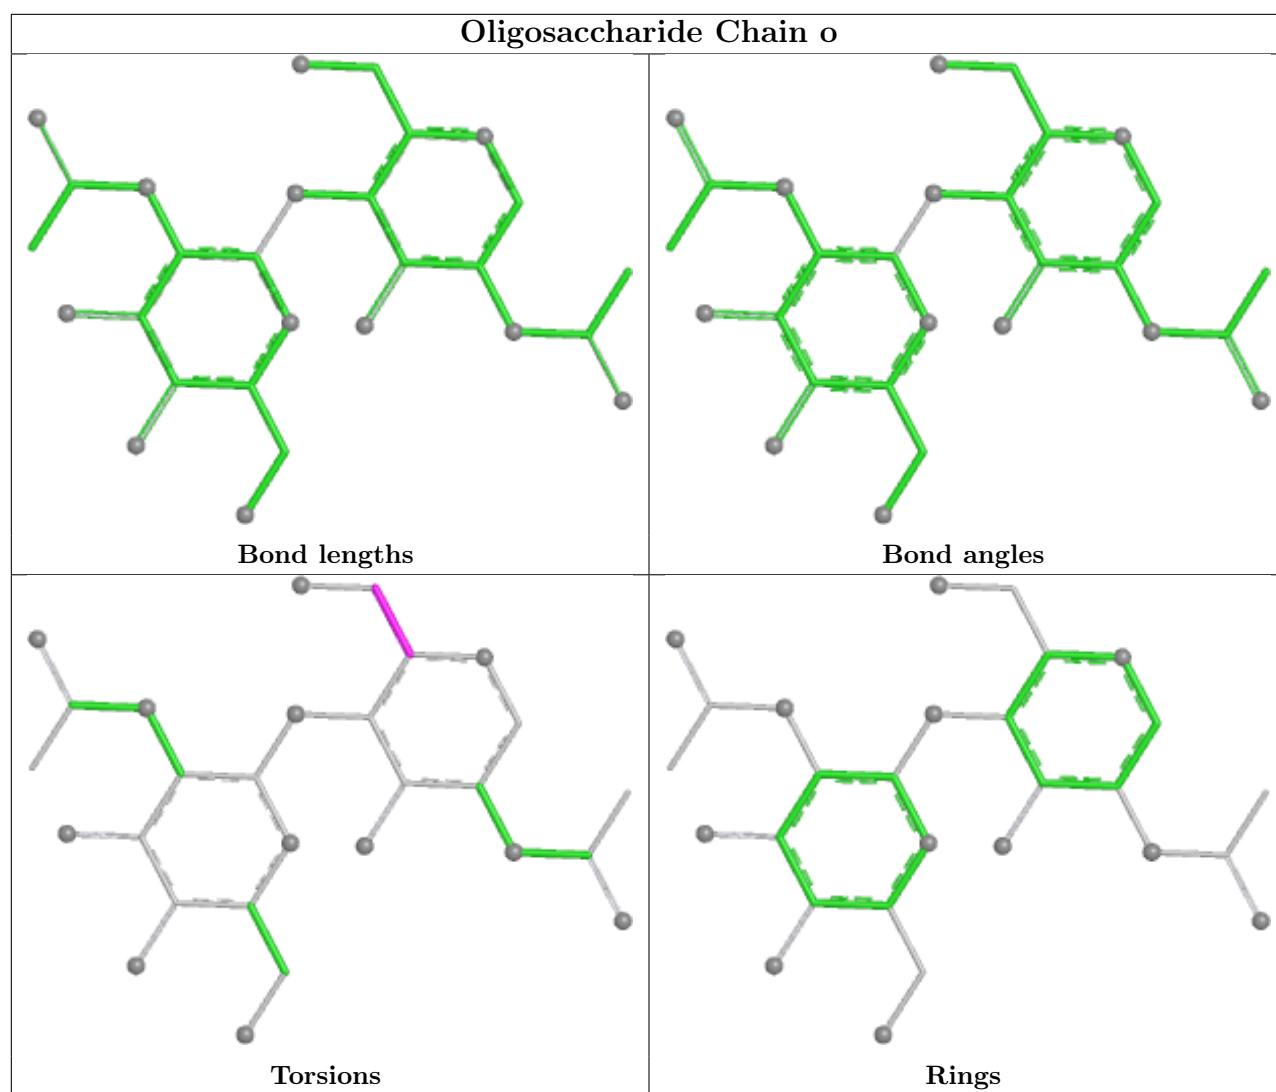 Oligosaccharide Chain o
Bond lengths
Bond angles
Torsions
Rings